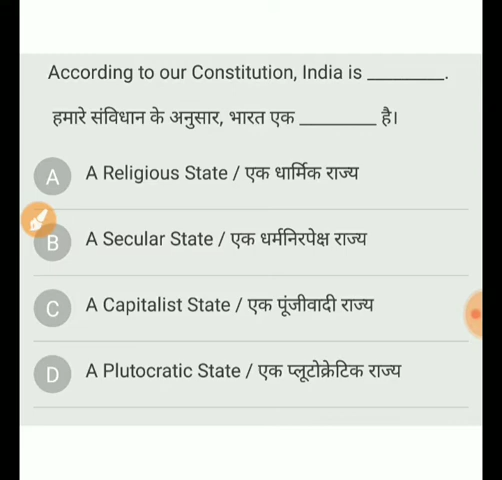 According to our Constitution, India is ________.
हमारे संविधान के अनुसार, भारत एक ________ है।
A A Religious State / एक धार्मिक राज्य
B A Secular State / एक धर्मनिरपेक्ष राज्य
C A Capitalist State / एक पूंजीवादी राज्य
D A Plutocratic State / एक प्लूटोक्रेटिक राज्य